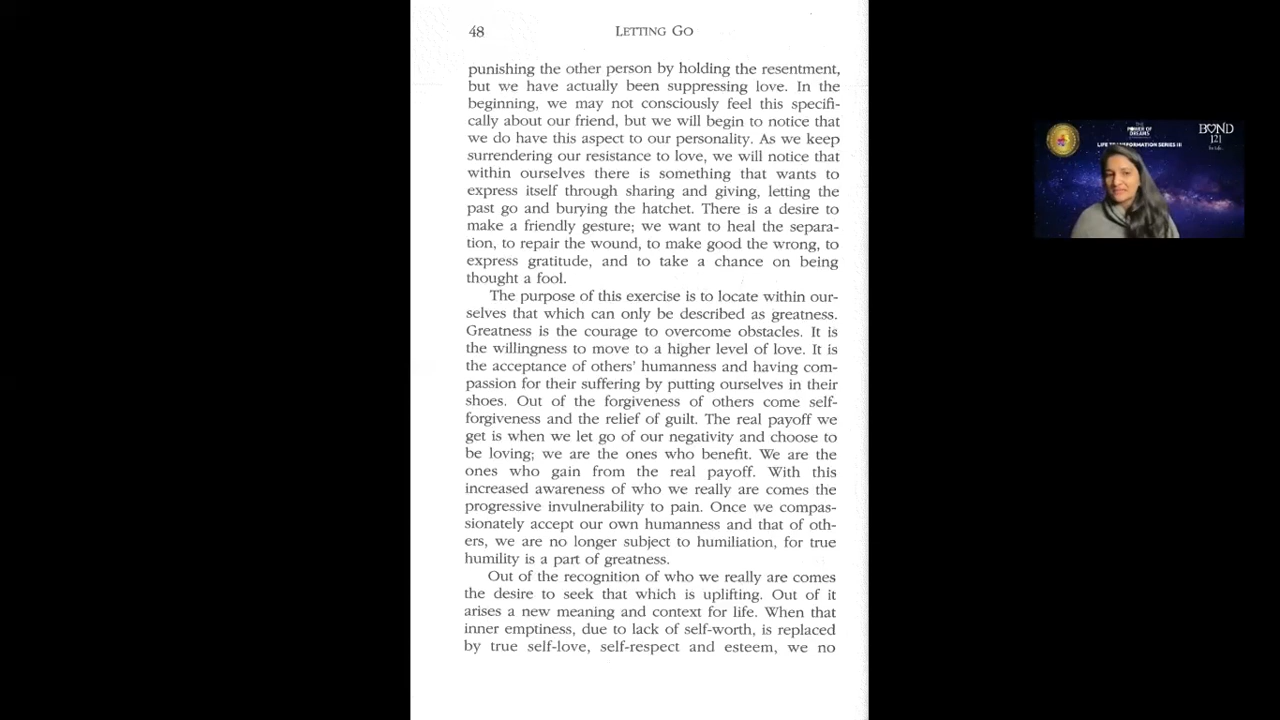 48
LETTING GO
punishing the other person by holding the resentment,
but we have actually been suppressing love. In the
beginning, we may not consciously feel this specifi-
cally about our friend, but we will begin to notice that
we do have this aspect to our personality. As we keep
surrendering our resistance to love, we will notice that
within ourselves there is something that wants to
express itself through sharing and giving, letting the
past go and burying the hatchet. There is a desire to
make a friendly gesture; we want to heal the separa-
tion, to repair the wound, to make good the wrong, to
express gratitude, and to take a chance on being
thought a fool.
The purpose of this exercise is to locate within our-
selves that which can only be described as greatness.
Greatness is the courage to overcome obstacles. It is
the willingness to move to a higher level of love. It is
the acceptance of others' humanness and having com-
passion for their suffering by putting ourselves in their
shoes. Out of the forgiveness of others come self-
forgiveness and the relief of guilt. The real payoff we
get is when we let go of our negativity and choose to
be loving; we are the ones who benefit. We are the
ones who gain from the real payoff. With this
increased awareness of who we really are comes the
progressive invulnerability to pain. Once we compas-
sionately accept our own humanness and that of oth-
ers, we are no longer subject to humiliation, for true
humility is a part of greatness.
Out of the recognition of who we really are comes
the desire to seek that which is uplifting. Out of it
arises a new meaning and context for life. When that
inner emptiness, due to lack of self-worth, is replaced
by true self-love, self-respect and esteem, we no
THE
POWER OF
DREAMS
BOND
121
LIFE TR FORMATION SERIES III